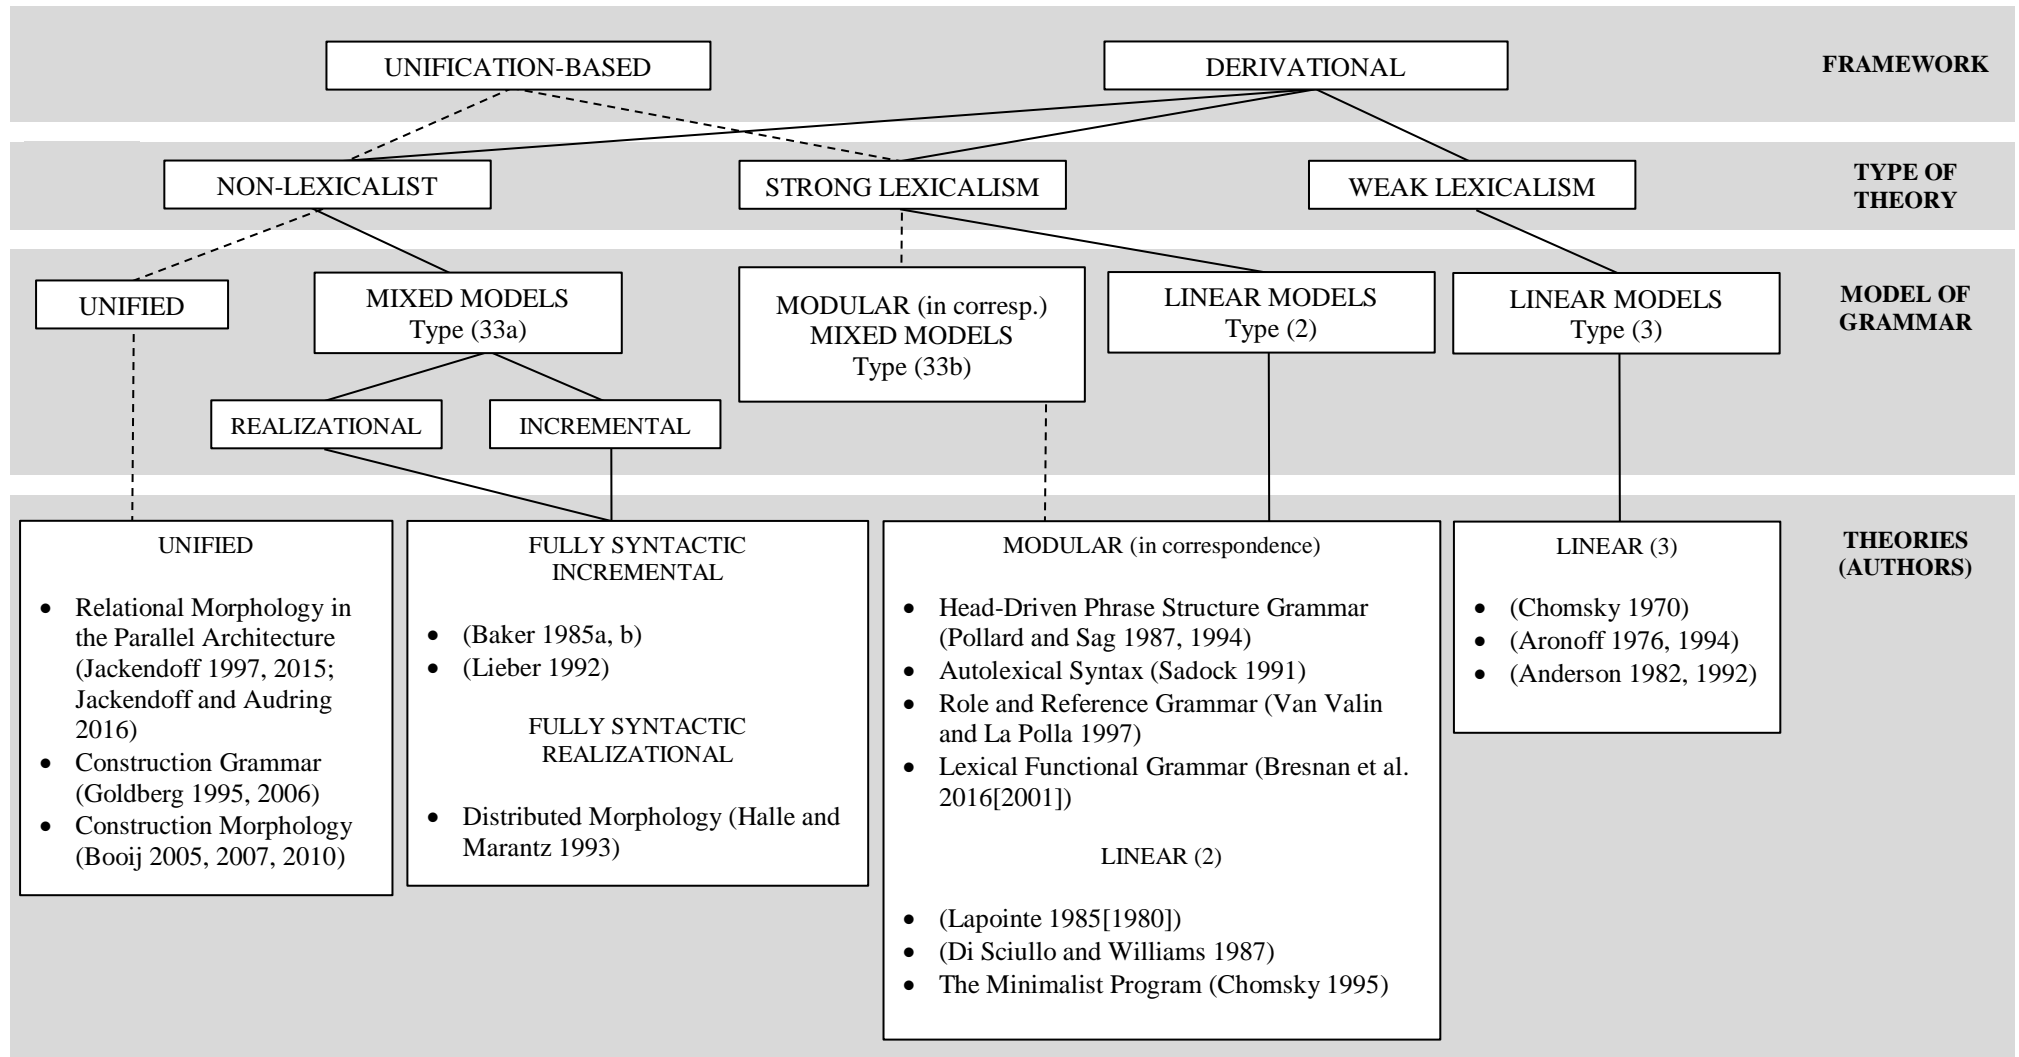 UNIFICATION-BASED
DERIVATIONAL
FRAMEWORK
NON-LEXICALIST
STRONG LEXICALISM
WEAK LEXICALISM
TYPE OF
THEORY
UNIFIED
MIXED MODELS
Type (33a)
MODULAR (in corresp.)
MIXED MODELS
Type (33b)
LINEAR MODELS
Type (2)
LINEAR MODELS
Type (3)
MODEL OF
GRAMMAR
REALIZATIONAL
INCREMENTAL
UNIFIED
• Relational Morphology in
the Parallel Architecture
(Jackendoff 1997, 2015;
Jackendoff and Audring
2016)
• Construction Grammar
(Goldberg 1995, 2006)
• Construction Morphology
(Booij 2005, 2007, 2010)
FULLY SYNTACTIC
INCREMENTAL
• (Baker 1985a, b)
• (Lieber 1992)
FULLY SYNTACTIC
REALIZATIONAL
• Distributed Morphology (Halle and
Marantz 1993)
MODULAR (in correspondence)
• Head-Driven Phrase Structure Grammar
(Pollard and Sag 1987, 1994)
• Autolexical Syntax (Sadock 1991)
• Role and Reference Grammar (Van Valin
and La Polla 1997)
• Lexical Functional Grammar (Bresnan et al.
2016[2001])
LINEAR (2)
• (Lapointe 1985[1980])
• (Di Sciullo and Williams 1987)
• The Minimalist Program (Chomsky 1995)
LINEAR (3)
• (Chomsky 1970)
• (Aronoff 1976, 1994)
• (Anderson 1982, 1992)
THEORIES
(AUTHORS)